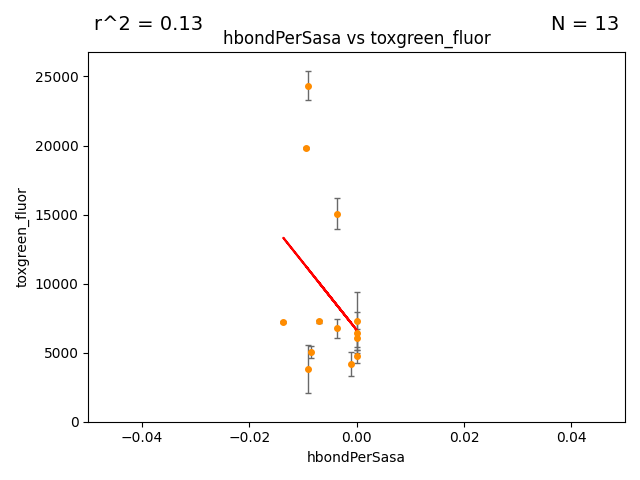 r^2 = 0.13
N = 13
hbondPerSasa vs toxgreen_fluor
25000
20000
15000
10000
5000
0
toxgreen_fluor
−0.04
−0.02
0.00
0.02
0.04
hbondPerSasa